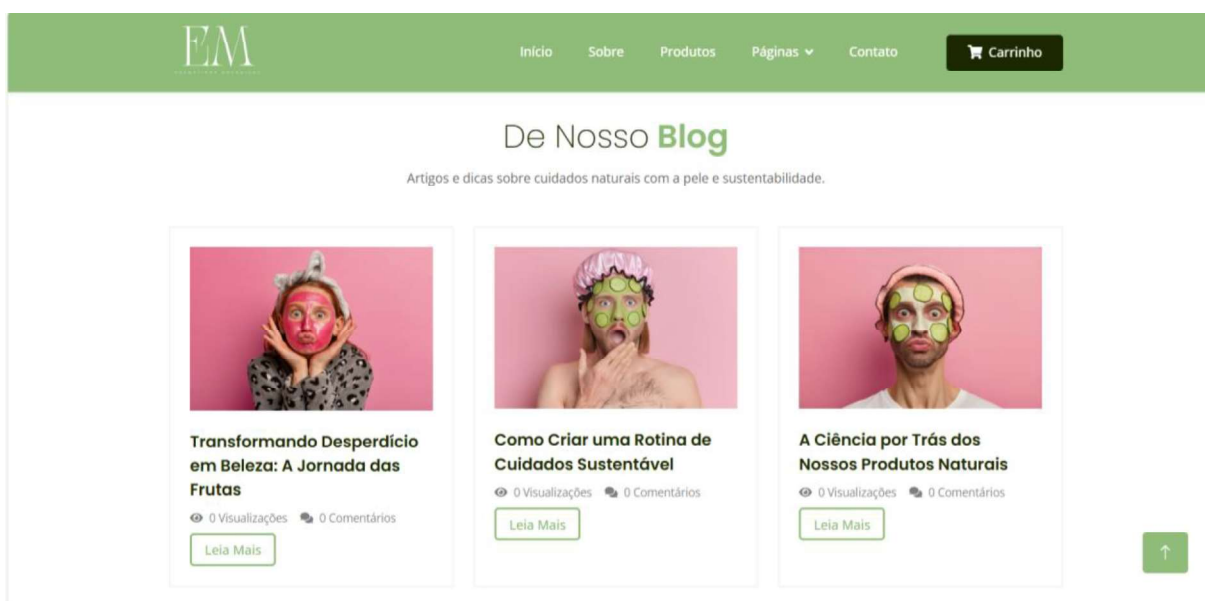 EM
Início Sobre Produtos Páginas Contato Carrinho
De Nosso Blog
Artigos e dicas sobre cuidados naturais com a pele e sustentabilidade.
Transformando Desperdício
em Beleza: A Jornada das
Frutas
0 Visualizações 0 Comentários
Leia Mais
Como Criar uma Rotina de
Cuidados Sustentável
0 Visualizações 0 Comentários
Leia Mais
A Ciência por Trás dos
Nossos Produtos Naturais
0 Visualizações 0 Comentários
Leia Mais